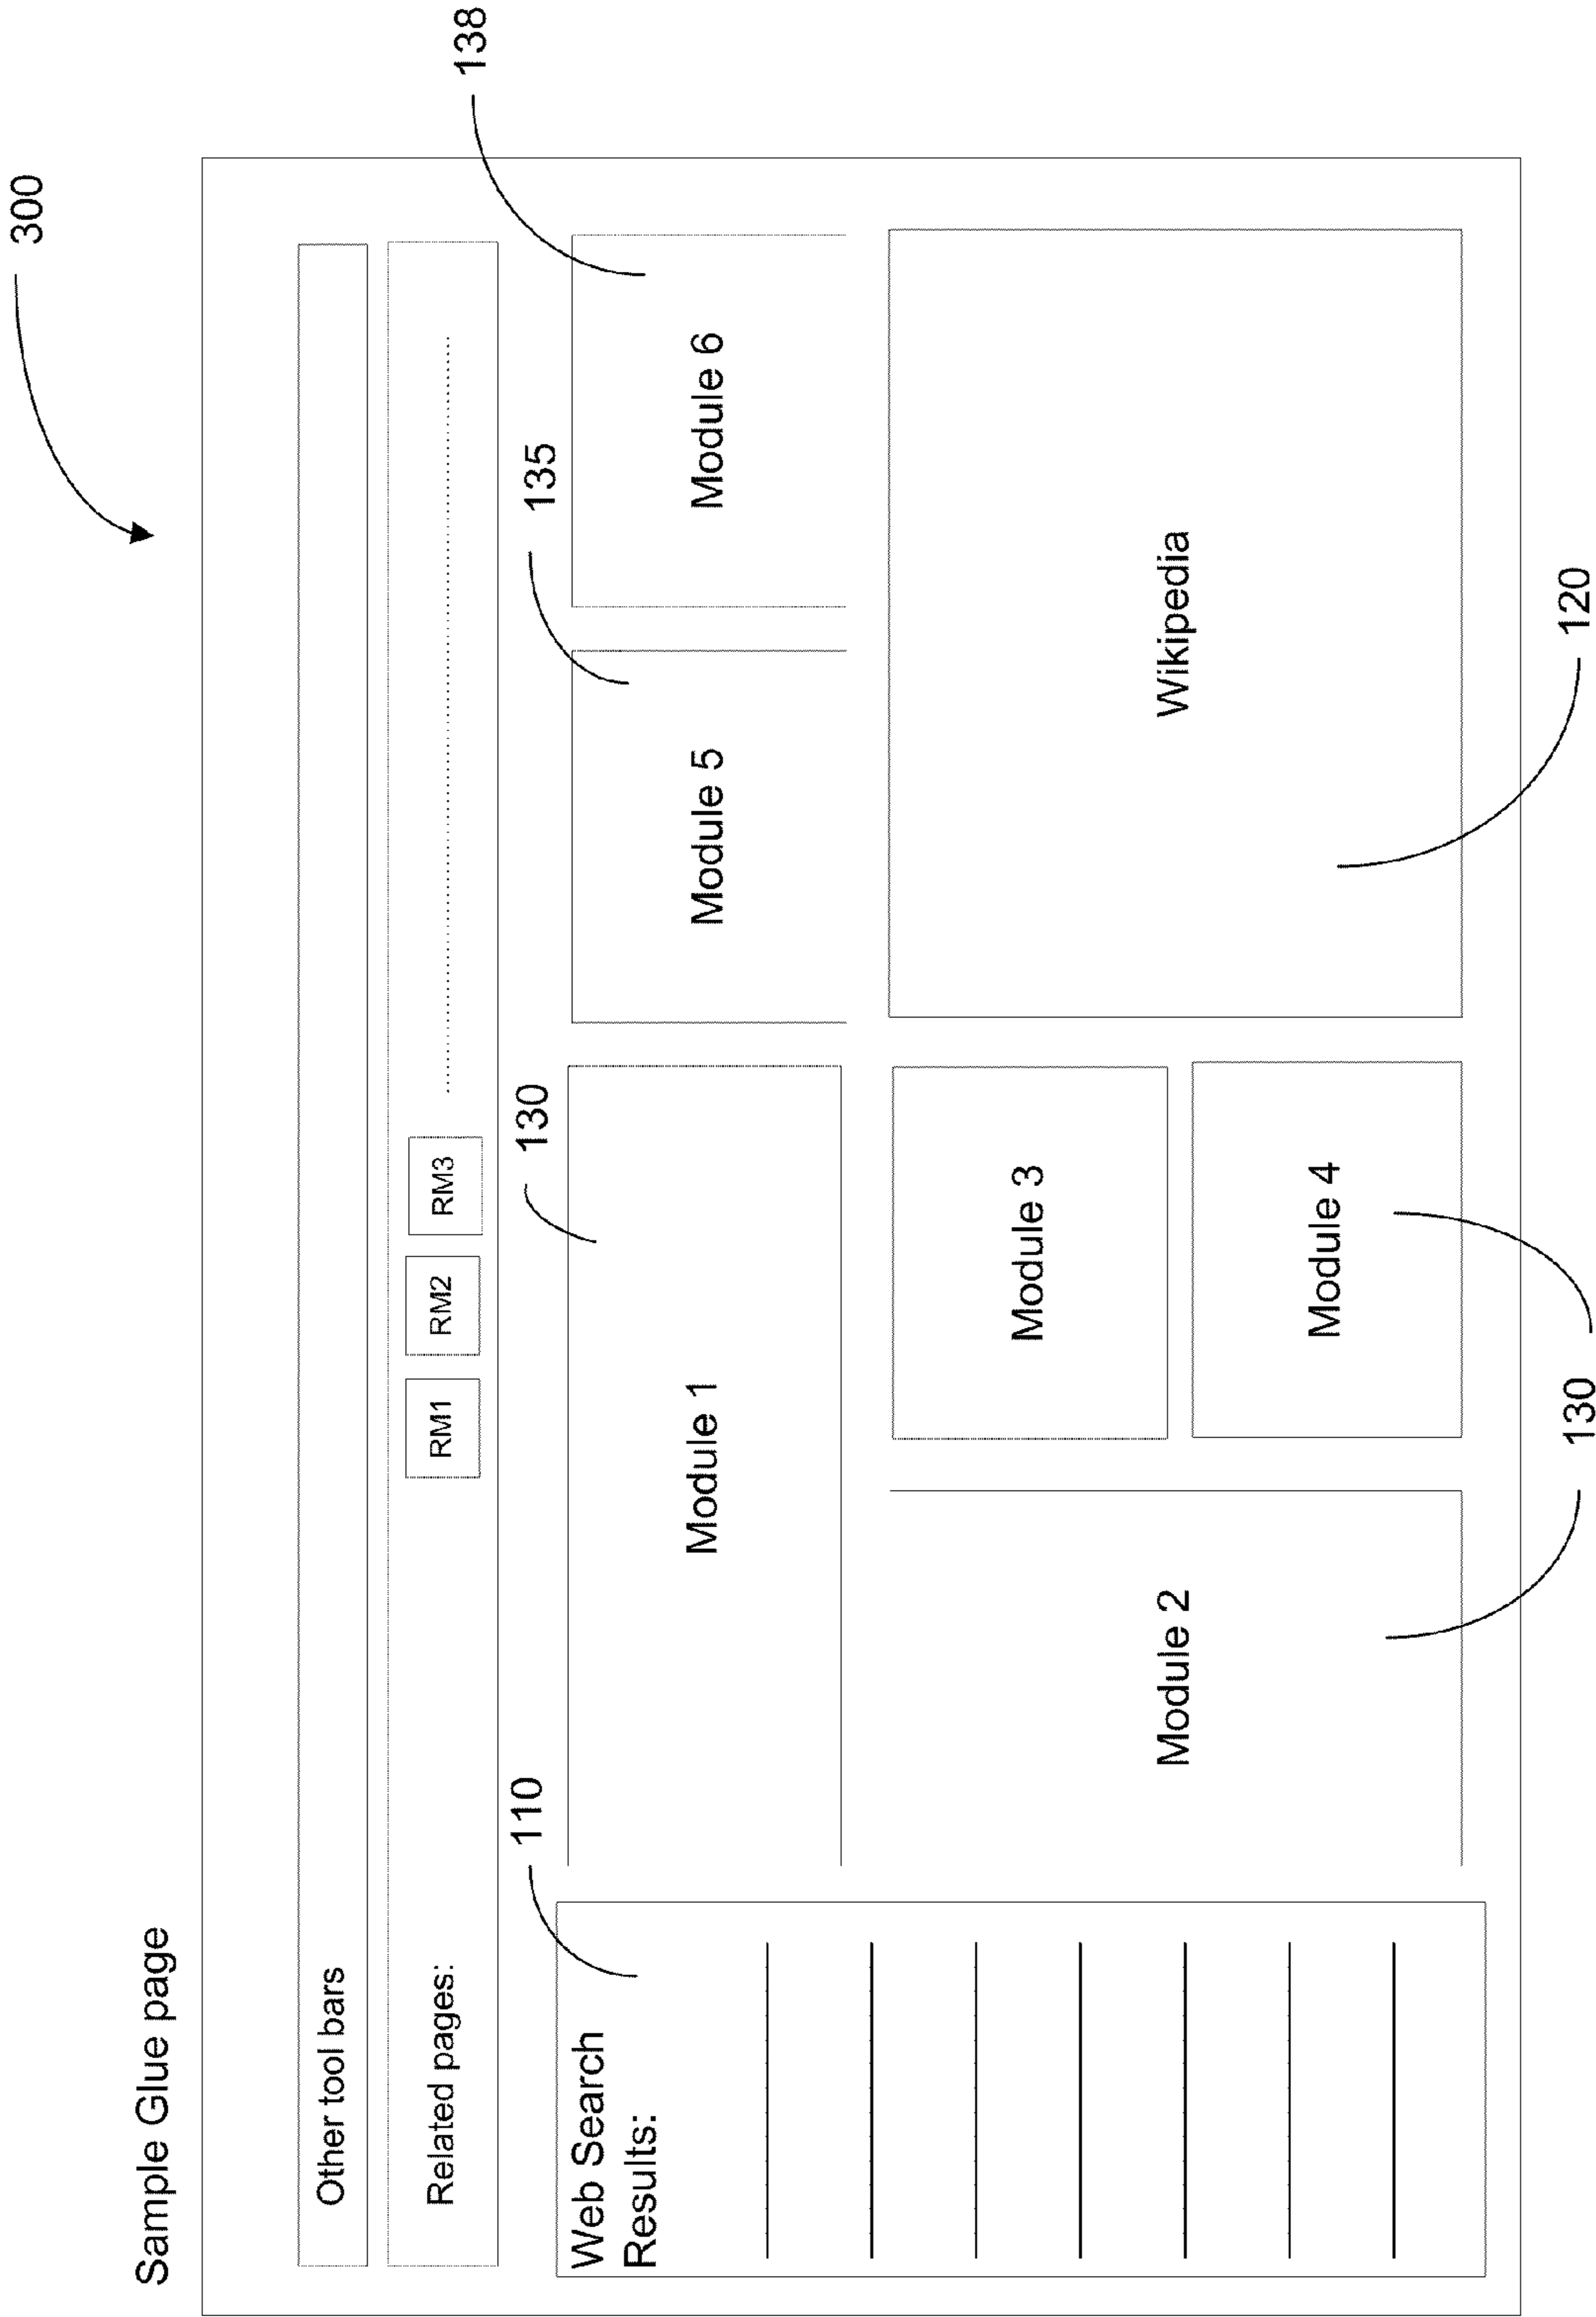 Sample Glue page
300
Other tool bars
Related pages:
RM1
RM2
RM3
110
130
135
138
Web Search
Results:
Module 1
Module 5
Module 6
Module 2
Module 3
Module 4
Wikipedia
130
120